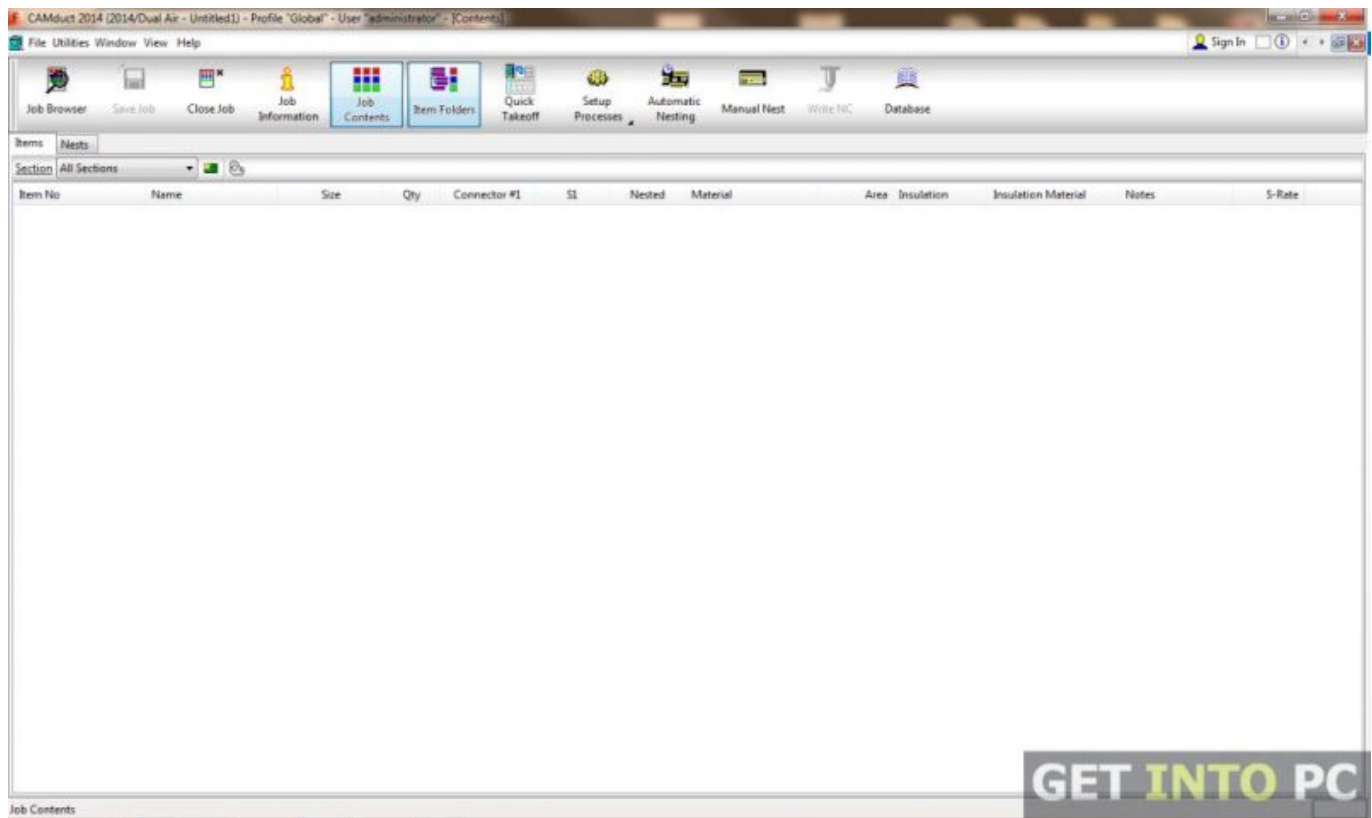 CAMduct 2014 (2014/Dual Air - Untitled1) - Profile "Global" - User "administrator" - [Contents]
File Utilities Window View Help
Sign In
Job Browser
Save Job
Close Job
Job
Information
Job
Contents
Item Folders
Quick
Takeoff
Setup
Processes
Automatic
Nesting
Manual Nest
Write NC
Database
Items Nests
Section All Sections
Item No Name Size Qty Connector #1 S1 Nested Material Area Insulation Insulation Material Notes S-Rate
GET INTO PC
Job Contents